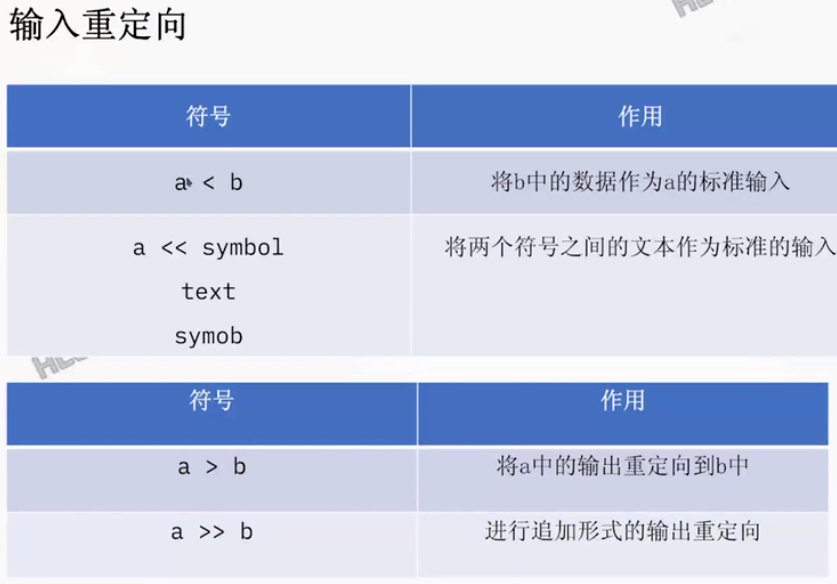 输入重定向
符号 作用
a < b 将b中的数据作为a的标准输入
a << symbol 将两个符号之间的文本作为标准的输入
text
symob
符号 作用
a > b 将a中的输出重定向到b中
a >> b 进行追加形式的输出重定向